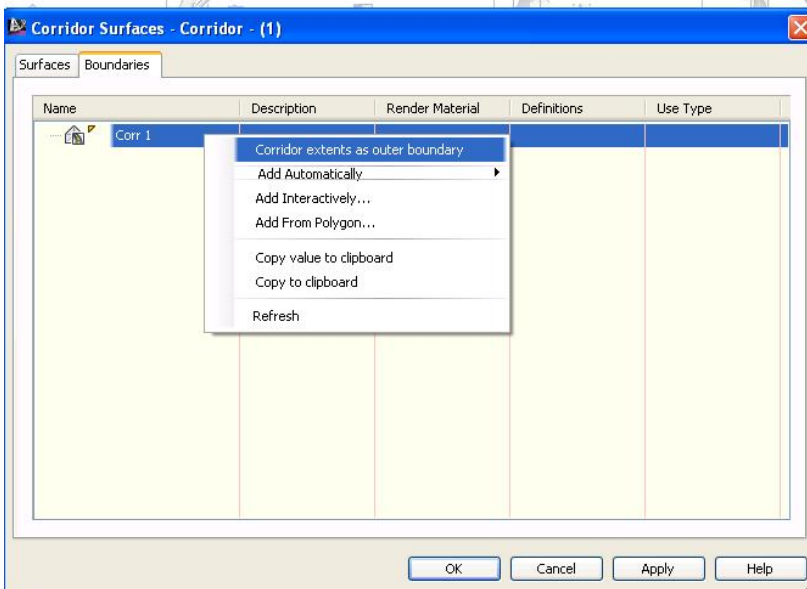 Corridor Surfaces - Corridor - (1)
Surfaces Boundaries
Name Description Render Material Definitions Use Type
Corr 1
Corridor extents as outer boundary
Add Automatically
Add Interactively...
Add From Polygon...
Copy value to clipboard
Copy to clipboard
Refresh
OK Cancel Apply Help